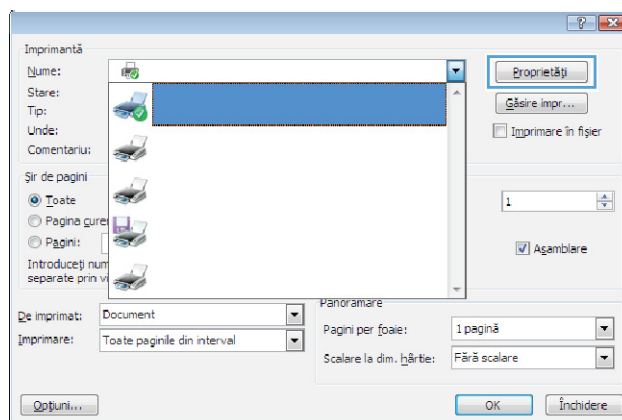 Imprimantă
Nume:
Proprietăți
Stare:
Găsire impr...
Tip:
Unde:
Imprimare în fișier
Comentariu:
Șir de pagini
Toate
1
Pagina curen
Pagini:
Asamblare
Introduceți num
separate prin vi
De imprimat: Document
Panoramare
Imprimare: Toate paginile din interval
Pagini per foaie: 1 pagină
Scalare la dim. hârtie: Fără scalare
Opțiuni... OK Închidere